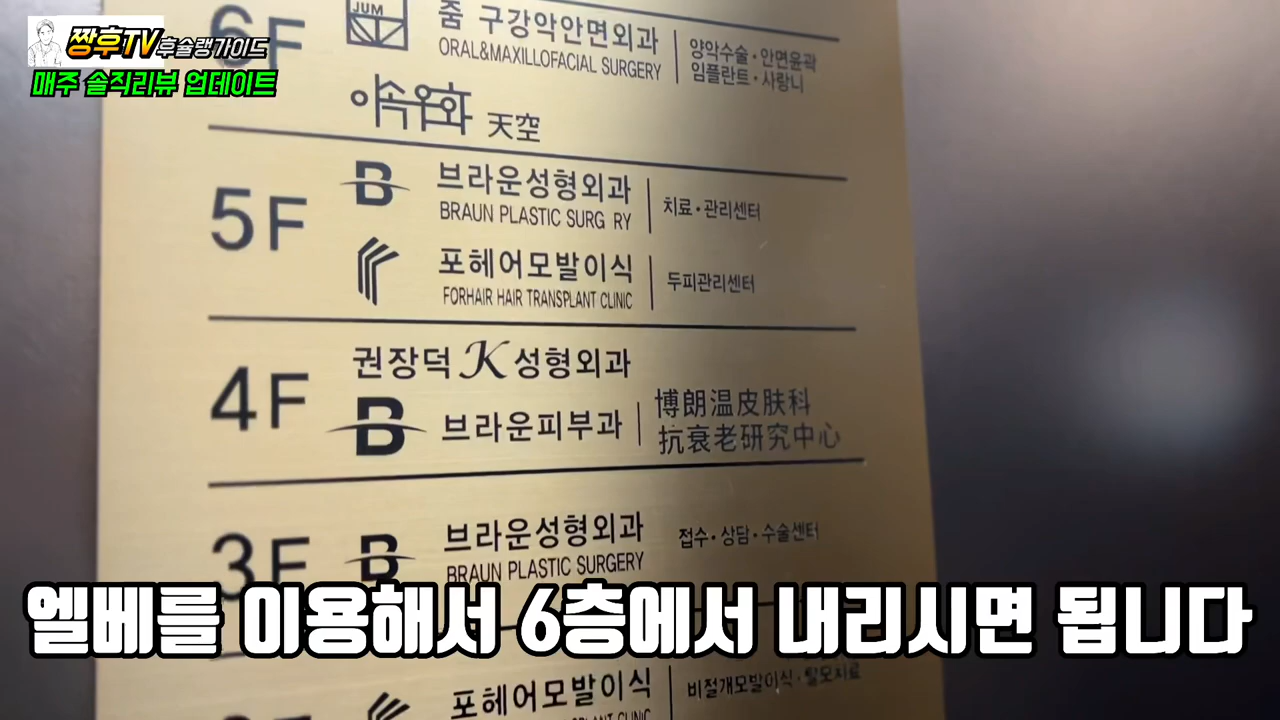 짱후TV후슐랭가이드
매주 솔직리뷰 업데이트
6F
JUM
줌 구강악안면외과
ORAL&MAXILLOFACIAL SURGERY
양악수술·안면윤곽
임플란트·사랑니
야속연화 天空
5F
B
브라운성형외과
BRAUN PLASTIC SURG RY
치료·관리센터
포헤어모발이식
FORHAIR HAIR TRANSPLANT CLINIC
두피관리센터
4F
권장덕 K 성형외과
B
브라운피부과
博朗温皮肤科
抗衰老研究中心
3F
B
브라운성형외과
BRAUN PLASTIC SURGERY
접수·상담·수술센터
엘베를 이용해서 6층에서 내리시면 됩니다
포헤어모발이식
비절개모발이식·탈모치료